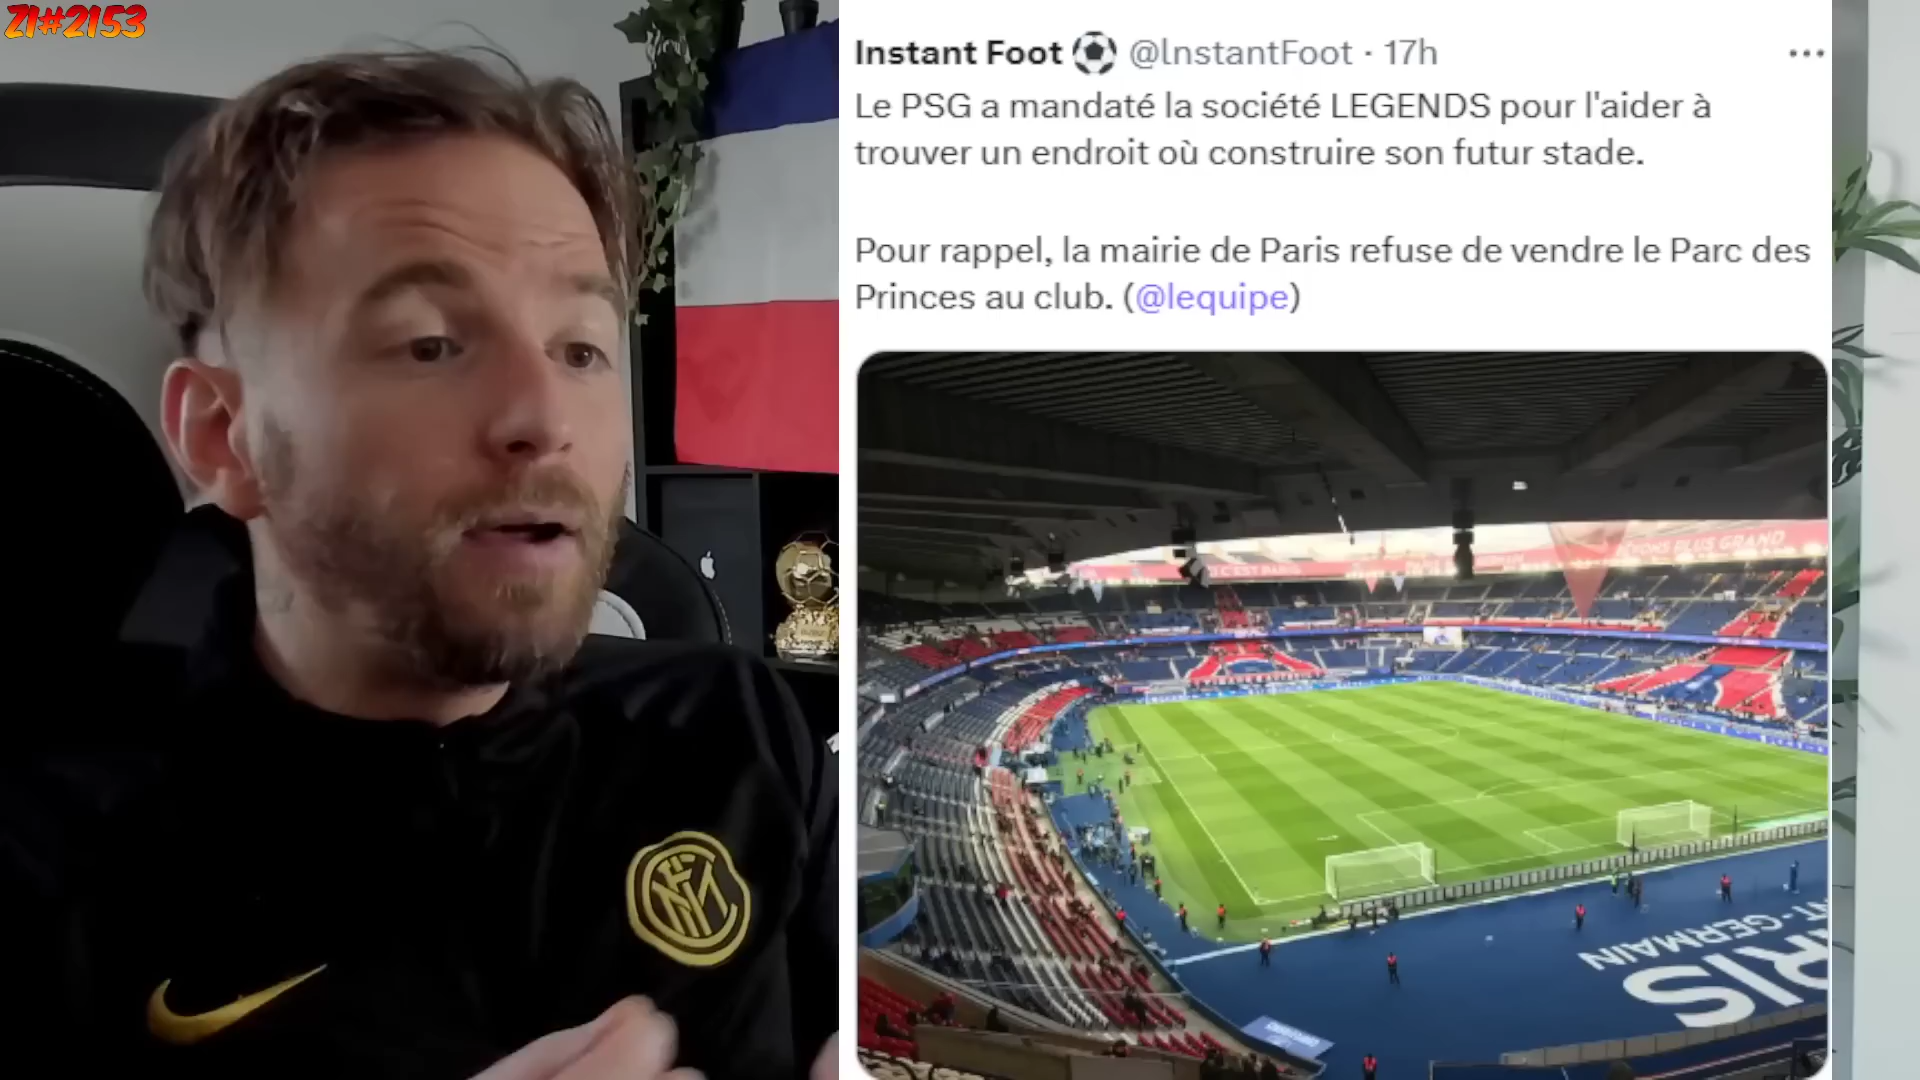 Z1#2153
Instant Foot ⚽ @lnstantFoot · 17h
Le PSG a mandaté la société LEGENDS pour l'aider à
trouver un endroit où construire son futur stade.
Pour rappel, la mairie de Paris refuse de vendre le Parc des
Princes au club. (@lequipe)